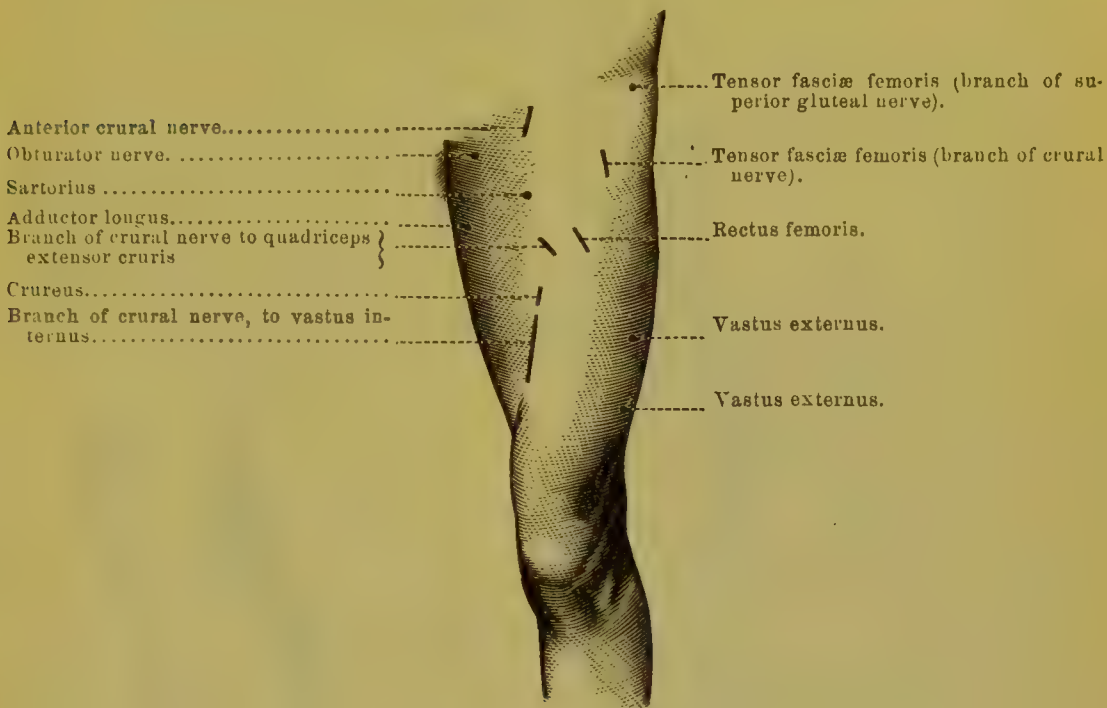 Anterior crural nerve..................
Obturator nerve. ......................
Sartorius ..............................
Adductor longus........................
Branch of crural nerve to quadriceps }
extensor cruris
Crureus................................
Branch of crural nerve, to vastus in-
ternus.............................
Tensor fasciæ femoris (branch of su-
perior gluteal nerve).
Tensor fasciæ femoris (branch of crural
nerve).
Rectus femoris.
Vastus externus.
Vastus externus.